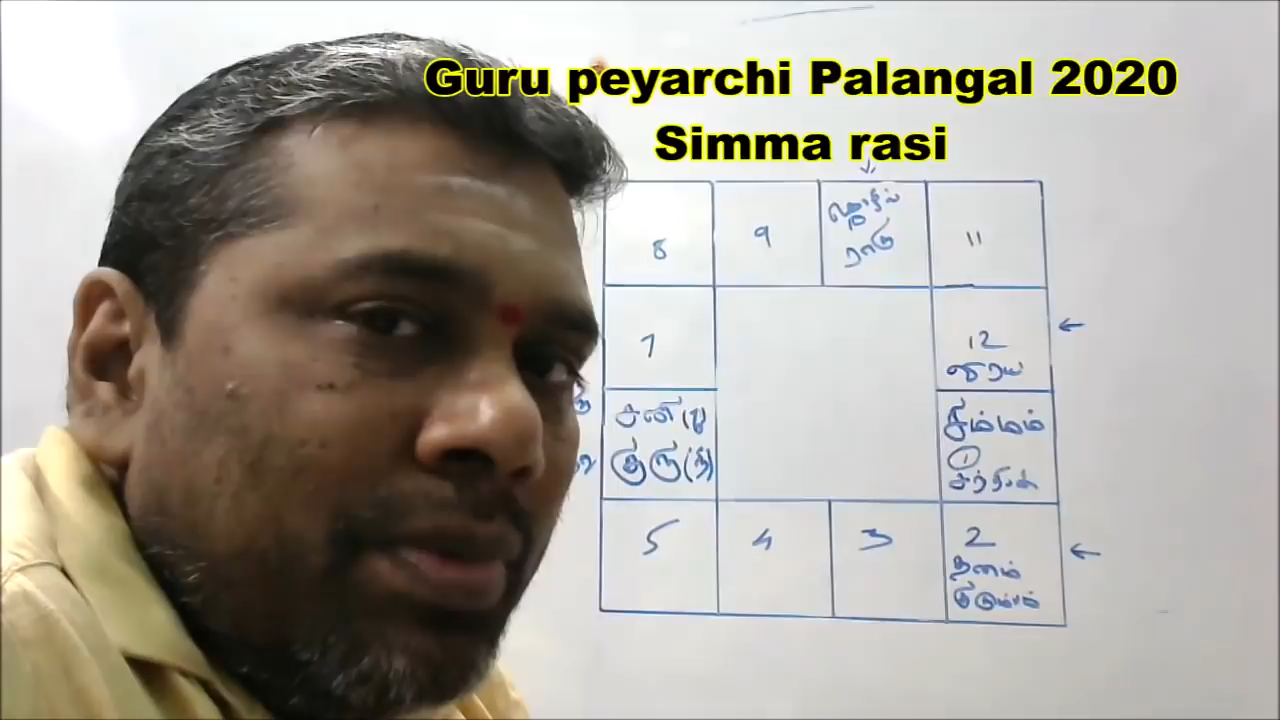 Guru peyarchi Palangal 2020
Simma rasi
8
9
ராகு
11
7
12
விரய
சனி
குரு(நீ)
சிம்மம்
1
5
4
3
2
தனம்
குடும்பம்